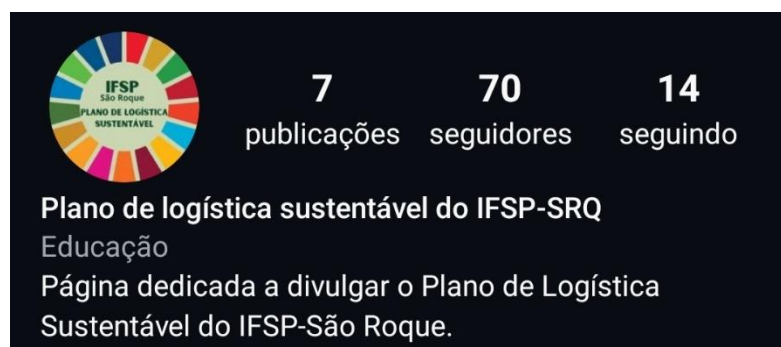 IFSP
São Roque
PLANO DE LOGÍSTICA
SUSTENTÁVEL
7
publicações
70
seguidores
14
seguindo
Plano de logística sustentável do IFSP-SRQ
Educação
Página dedicada a divulgar o Plano de Logística
Sustentável do IFSP-São Roque.